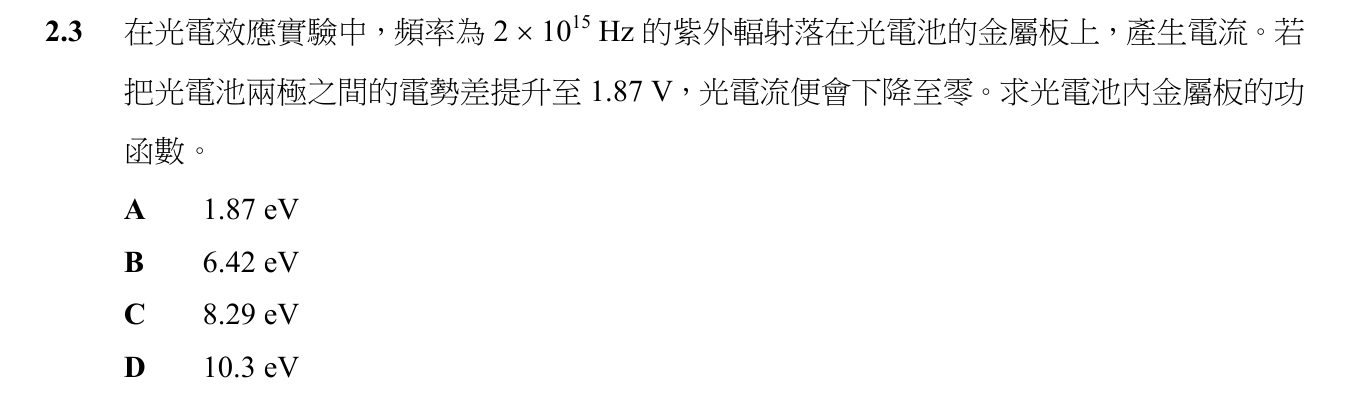 2.3 在光電效應實驗中，頻率為 2 × 10¹⁵ Hz 的紫外輻射落在光電池的金屬板上，產生電流。若
把光電池兩極之間的電勢差提升至 1.87 V，光電流便會下降至零。求光電池內金屬板的功
函數。
A 1.87 eV
B 6.42 eV
C 8.29 eV
D 10.3 eV